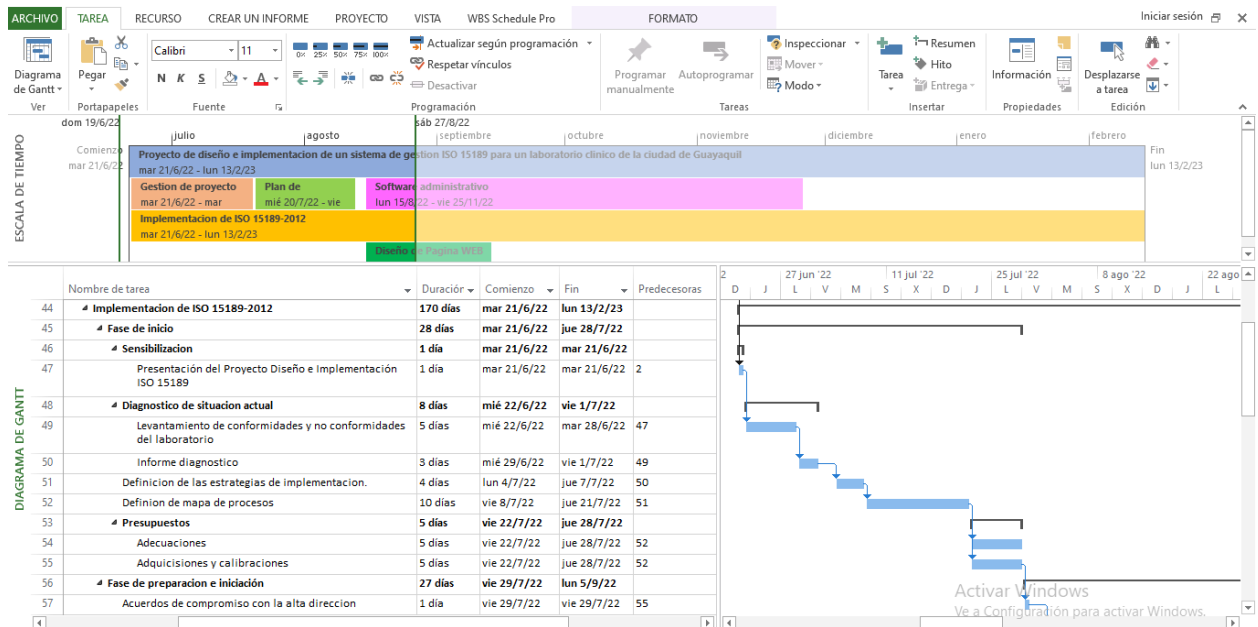 ARCHIVO TAREA RECURSO CREAR UN INFORME PROYECTO VISTA WBS Schedule Pro FORMATO Iniciar sesión
Calibri 11
0% 25% 50% 75% 100%
Actualizar según programación
Respetar vínculos
Desactivar
N K S A
Diagrama de Gantt
Pegar
Programar manualmente
Autoprogramar
Inspeccionar
Mover
Modo
Tarea
Resumen
Hito
Entrega
Información
Desplazarse a tarea
Ver Portapapeles Fuente Programación Tareas Insertar Propiedades Edición
ESCALA DE TIEMPO
dom 19/6/22 sáb 27/8/22
julio agosto septiembre octubre noviembre diciembre enero febrero
Comienzo
mar 21/6/22
Fin
lun 13/2/23
Proyecto de diseño e implementacion de un sistema de gestion ISO 15189 para un laboratorio clinico de la ciudad de Guayaquil
mar 21/6/22 - lun 13/2/23
Gestion de proyecto
mar 21/6/22 - mar
Plan de
mié 20/7/22 - vie
Software administrativo
lun 15/8/22 - vie 25/11/22
Implementacion de ISO 15189-2012
mar 21/6/22 - lun 13/2/23
Diseño de Pagina WEB
DIAGRAMA DE GANTT
Nombre de tarea Duración Comienzo Fin Predecesoras
44 Implementacion de ISO 15189-2012 170 días mar 21/6/22 lun 13/2/23
45 Fase de inicio 28 días mar 21/6/22 jue 28/7/22
46 Sensibilizacion 1 día mar 21/6/22 mar 21/6/22
47 Presentación del Proyecto Diseño e Implementación 1 día mar 21/6/22 mar 21/6/22 2
ISO 15189
48 Diagnostico de situacion actual 8 días mié 22/6/22 vie 1/7/22
49 Levantamiento de conformidades y no conformidades 5 días mié 22/6/22 mar 28/6/22 47
del laboratorio
50 Informe diagnostico 3 días mié 29/6/22 vie 1/7/22 49
51 Definicion de las estrategias de implementacion. 4 días lun 4/7/22 jue 7/7/22 50
52 Definion de mapa de procesos 10 días vie 8/7/22 jue 21/7/22 51
53 Presupuestos 5 días vie 22/7/22 jue 28/7/22
54 Adecuaciones 5 días vie 22/7/22 jue 28/7/22 52
55 Adquicisiones y calibraciones 5 días vie 22/7/22 jue 28/7/22 52
56 Fase de preparacion e iniciación 27 días vie 29/7/22 lun 5/9/22
57 Acuerdos de compromiso con la alta direccion 1 día vie 29/7/22 vie 29/7/22 55
2 27 jun '22 11 jul '22 25 jul '22 8 ago '22 22 ago
D J L V M S X D J L V M S X D J L
Activar Windows
Ve a Configuración para activar Windows.